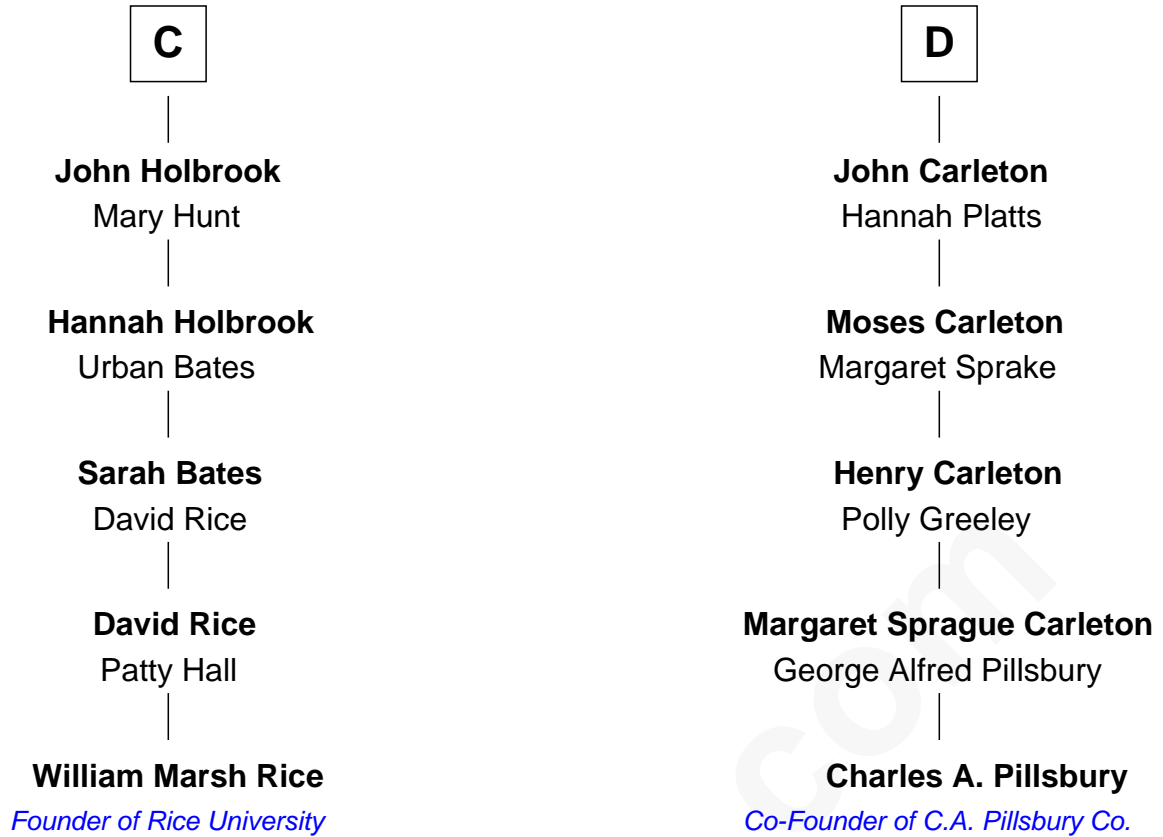 C
John Holbrook
Mary Hunt
Hannah Holbrook
Urban Bates
Sarah Bates
David Rice
David Rice
Patty Hall
William Marsh Rice
Founder of Rice University
D
John Carleton
Hannah Platts
Moses Carleton
Margaret Sprake
Henry Carleton
Polly Greeley
Margaret Sprague Carleton
George Alfred Pillsbury
Charles A. Pillsbury
Co-Founder of C.A. Pillsbury Co.
com